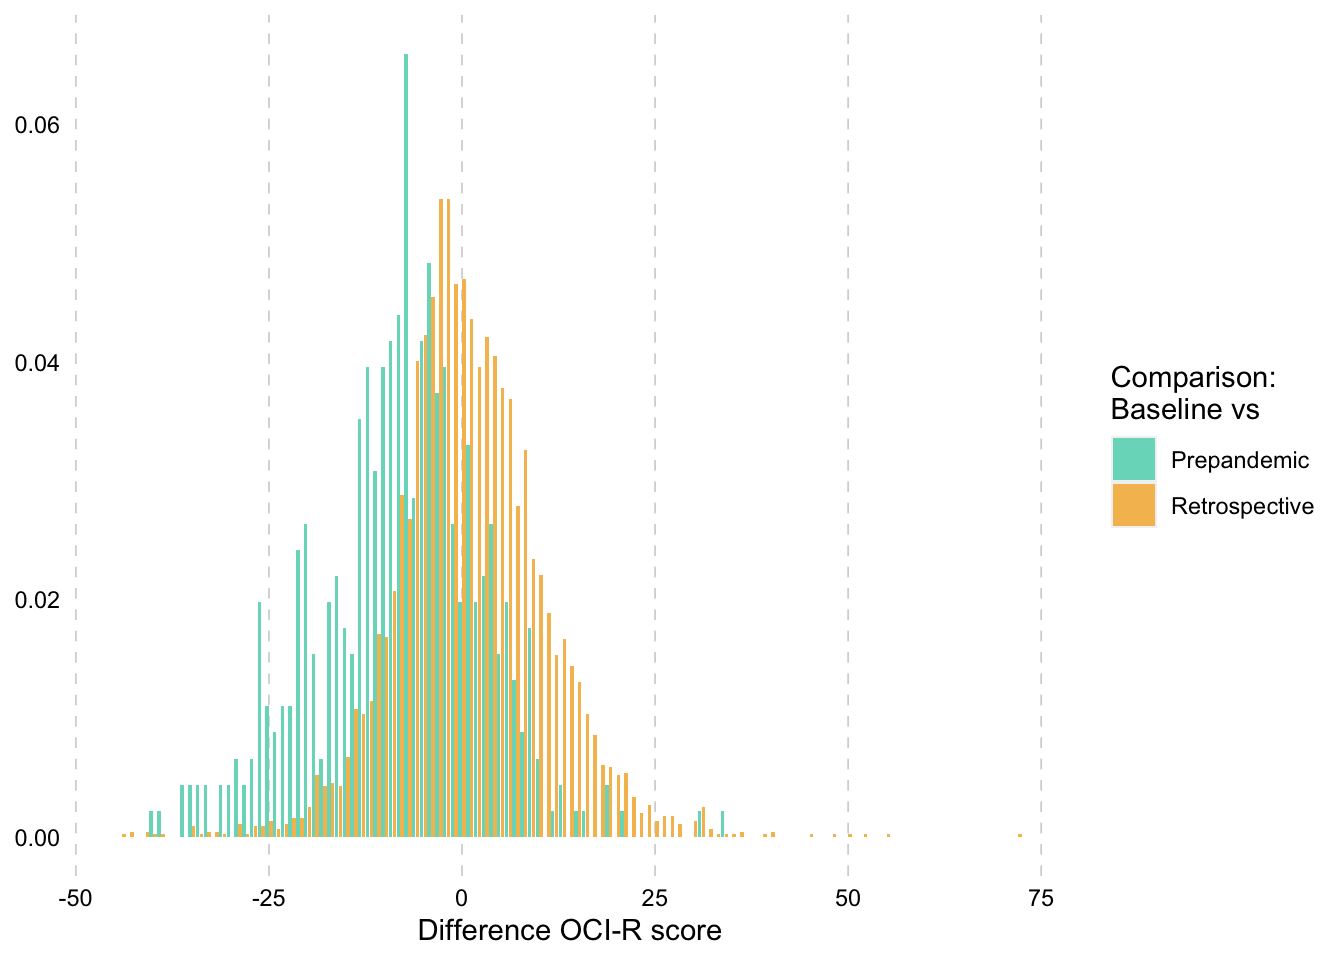 0.06
0.04
0.02
0.00
-50
-25
0
25
50
75
Difference OCI-R score
Comparison:
Baseline vs
Prepandemic
Retrospective